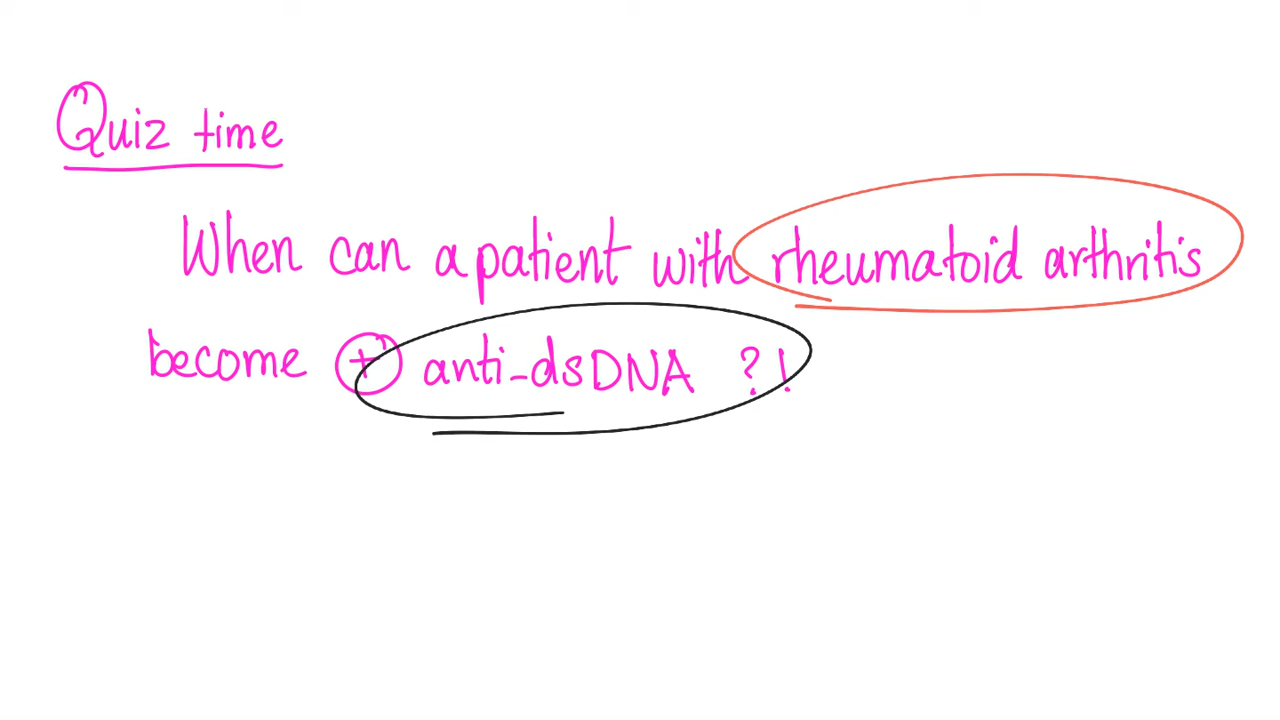 Quiz time
When can a patient with rheumatoid arthritis
become + anti-dsDNA ?!